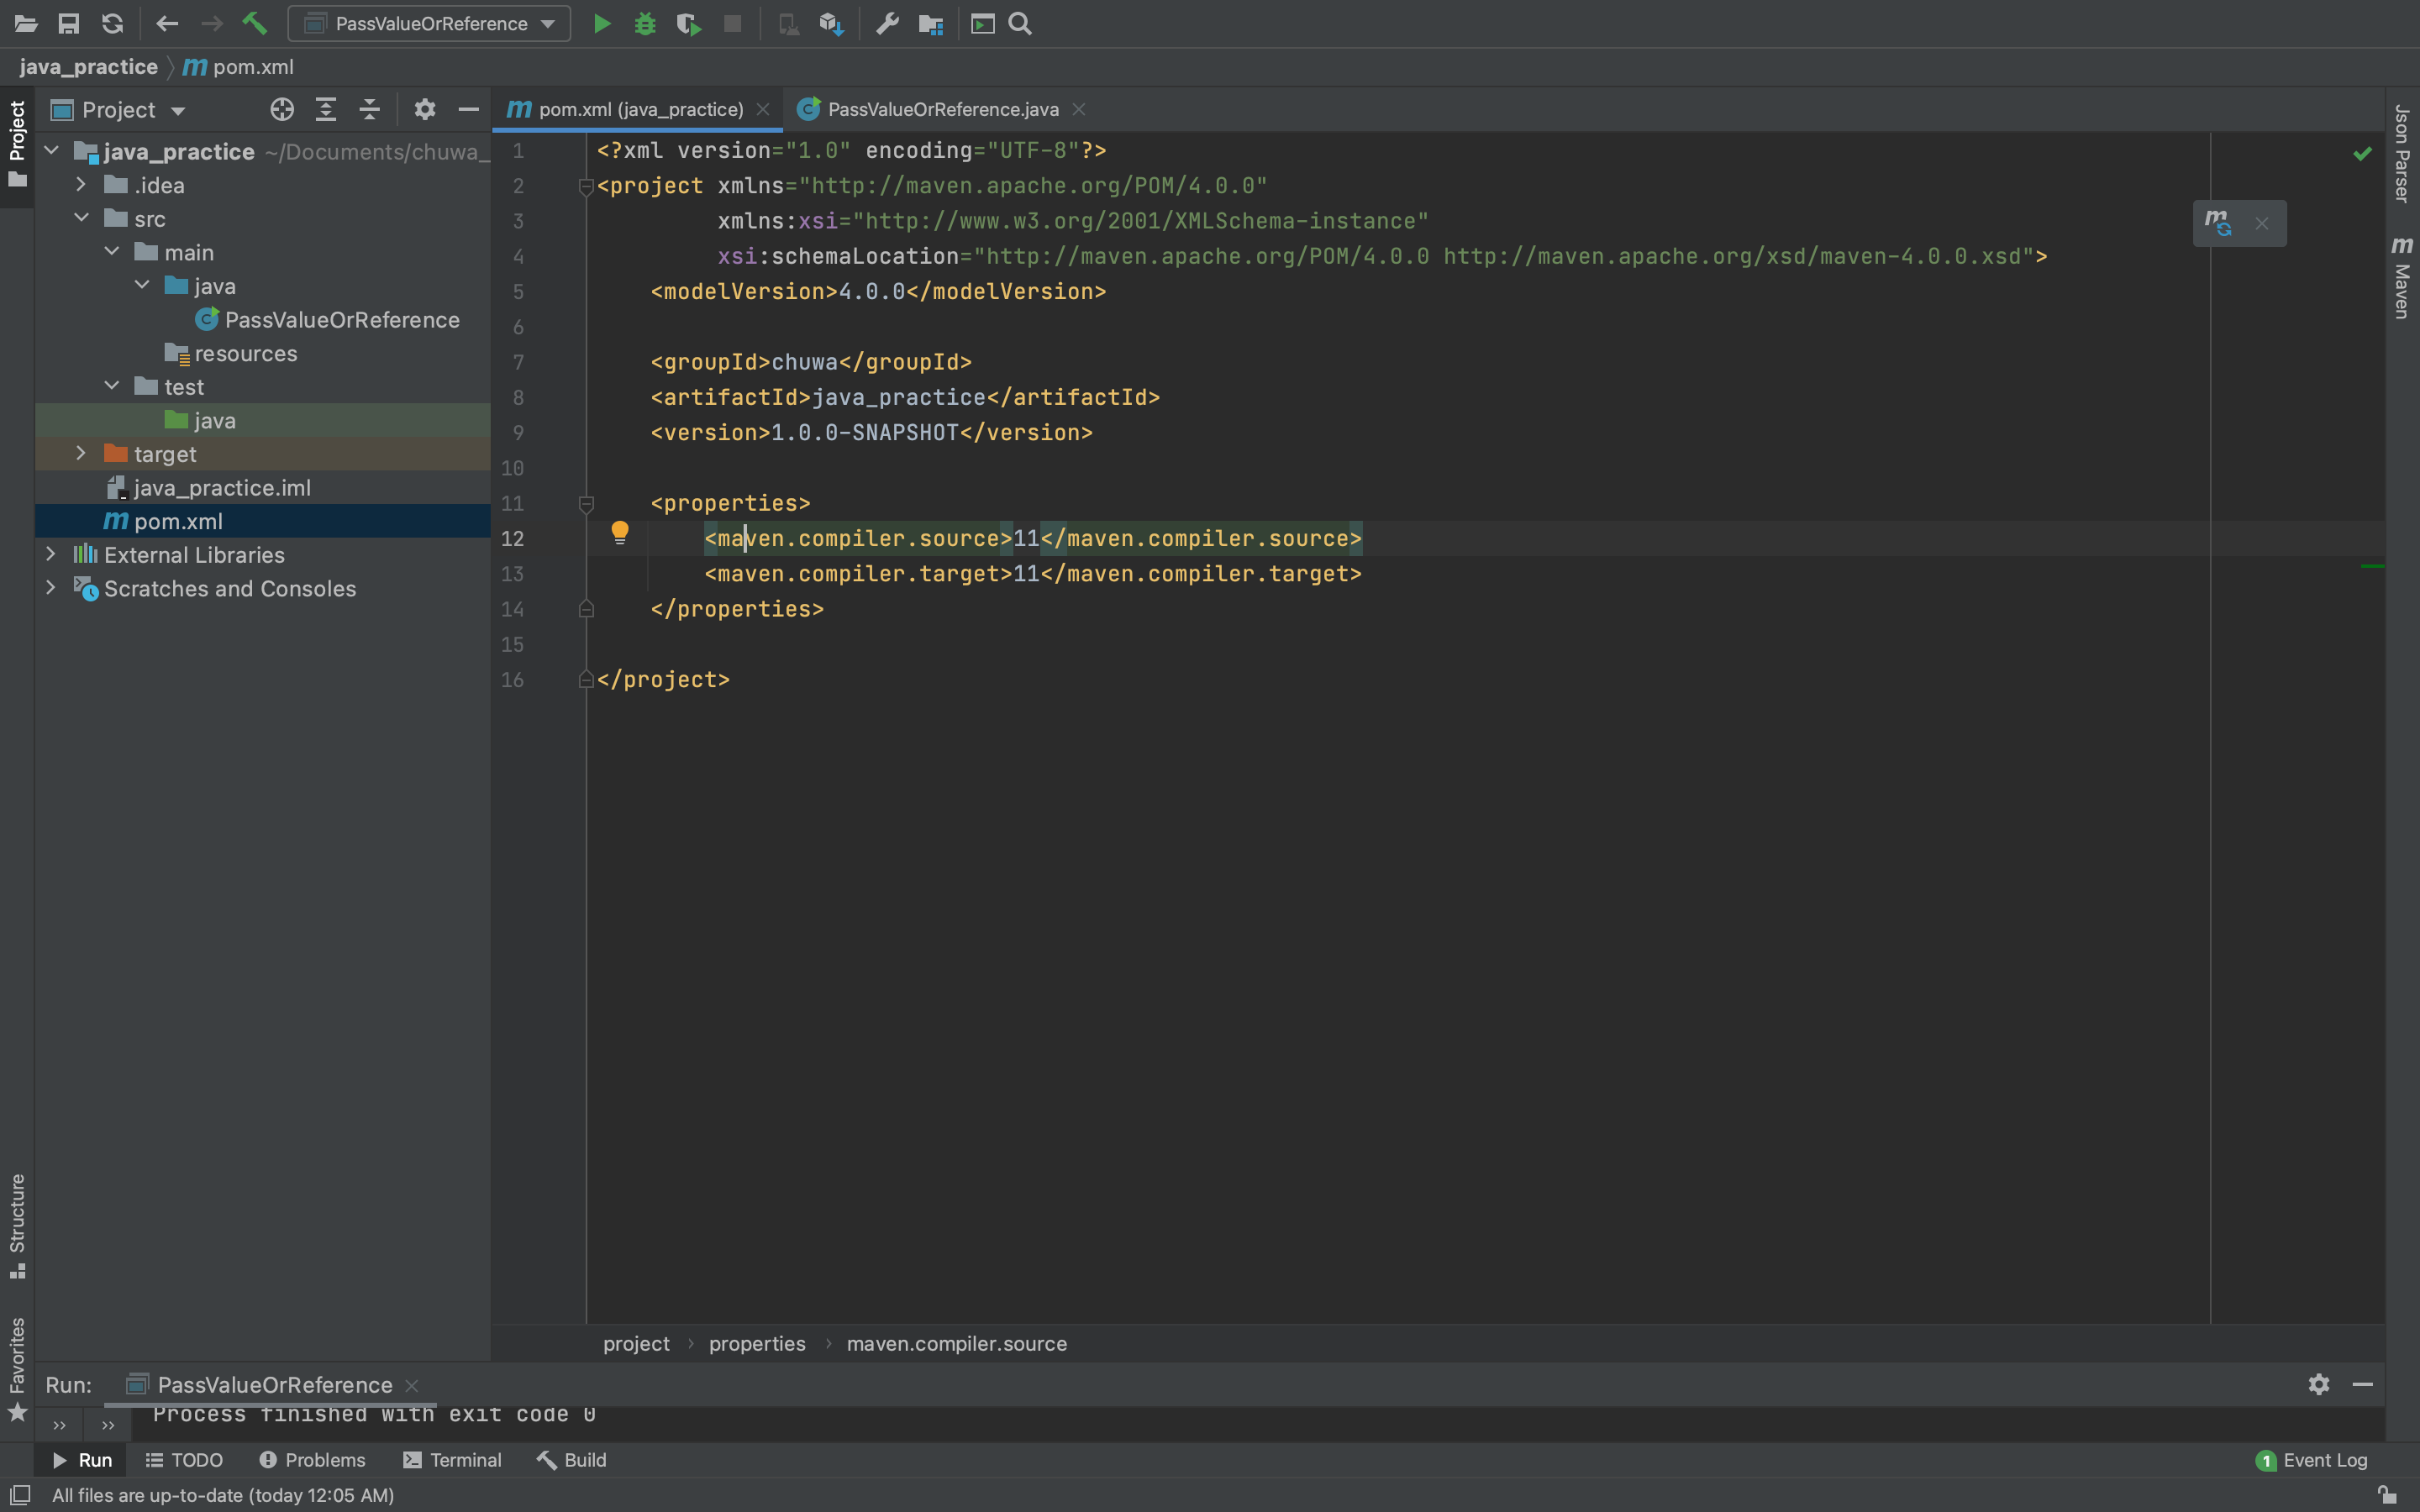 PassValueOrReference
java_practice
pom.xml
Project
Project
java_practice ~/Documents/chuwa_
.idea
src
main
java
PassValueOrReference
resources
test
java
target
java_practice.iml
pom.xml
External Libraries
Scratches and Consoles
Structure
Favorites
pom.xml (java_practice)
PassValueOrReference.java
1 <?xml version="1.0" encoding="UTF-8"?>
2 <project xmlns="http://maven.apache.org/POM/4.0.0"
3 xmlns:xsi="http://www.w3.org/2001/XMLSchema-instance"
4 xsi:schemaLocation="http://maven.apache.org/POM/4.0.0 http://maven.apache.org/xsd/maven-4.0.0.xsd">
5 <modelVersion>4.0.0</modelVersion>
6
7 <groupId>chuwa</groupId>
8 <artifactId>java_practice</artifactId>
9 <version>1.0.0-SNAPSHOT</version>
10
11 <properties>
12 <maven.compiler.source>11</maven.compiler.source>
13 <maven.compiler.target>11</maven.compiler.target>
14 </properties>
15
16 </project>
Json Parser
Maven
project › properties › maven.compiler.source
Run: PassValueOrReference
Process finished with exit code 0
Run TODO Problems Terminal Build
1 Event Log
All files are up-to-date (today 12:05 AM)